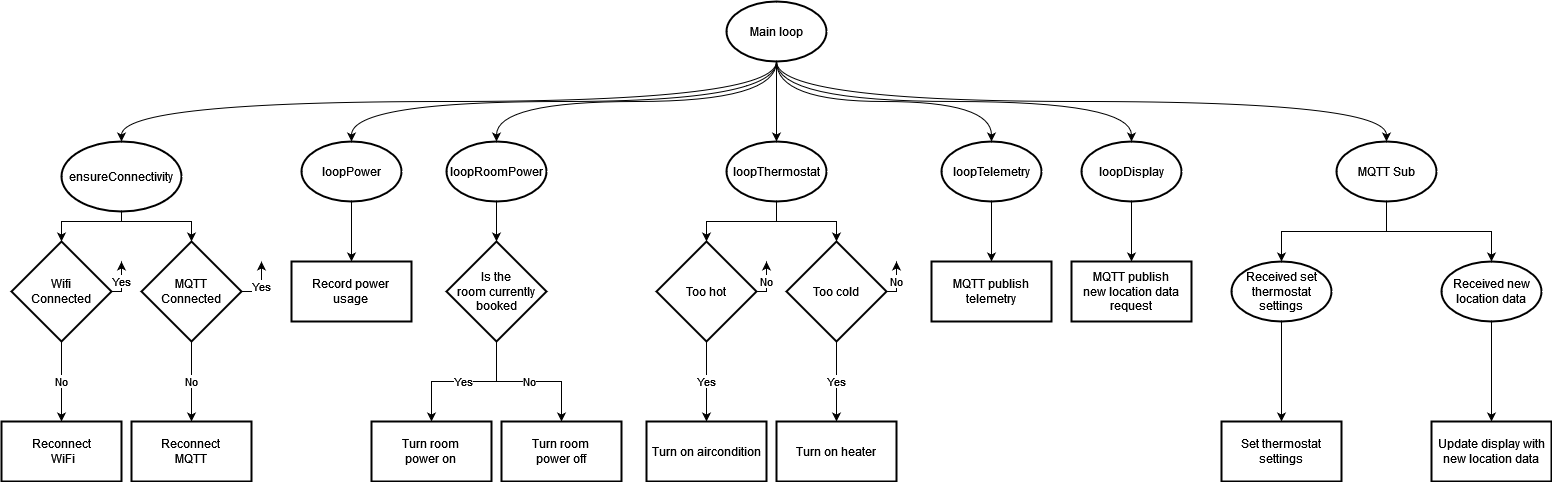 Main loop
ensureConnectivity
loopPower
loopRoomPower
loopThermostat
loopTelemetry
loopDisplay
MQTT Sub
Wifi
Connected
Yes
MQTT
Connected
Yes
Record power
usage
Is the
room currently
booked
Too hot
No
Too cold
No
MQTT publish
telemetry
MQTT publish
new location data
request
Received set
thermostat
settings
Received new
location data
No
No
Yes
No
Yes
Yes
Reconnect
WiFi
Reconnect
MQTT
Turn room
power on
Turn room
power off
Turn on aircondition
Turn on heater
Set thermostat
settings
Update display with
new location data